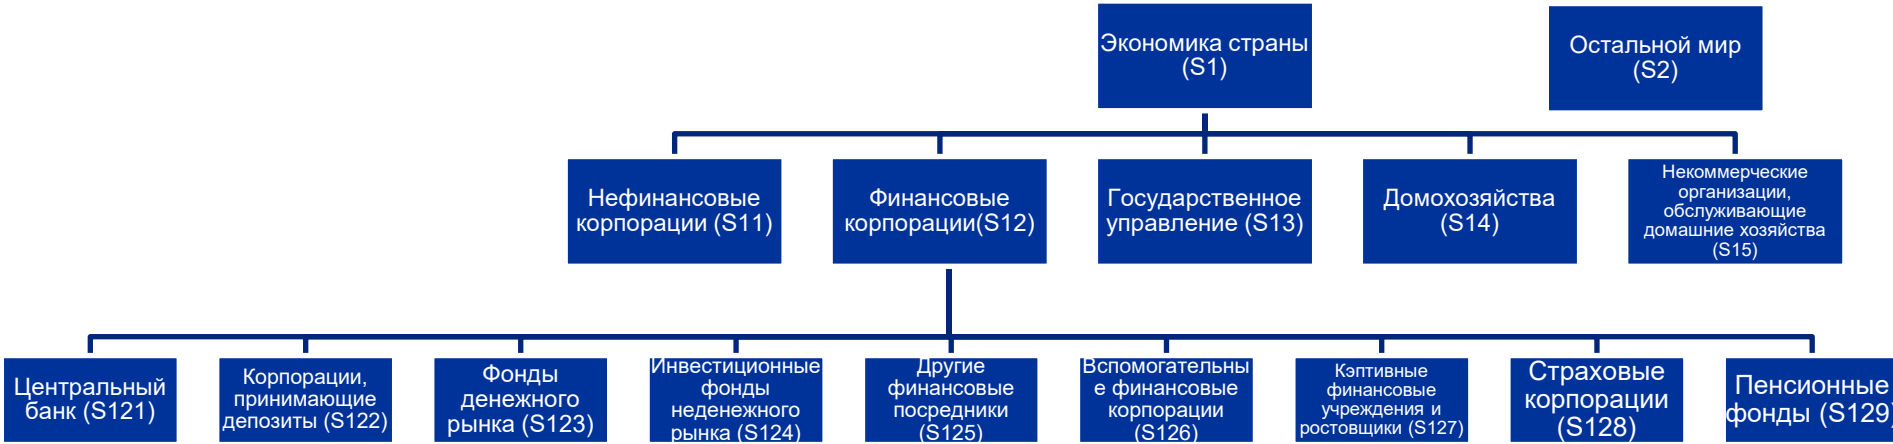 Экономика страны
(S1)
Остальной мир
(S2)
Нефинансовые
корпорации (S11)
Финансовые
корпорации(S12)
Государственное
управление (S13)
Домохозяйства
(S14)
Некоммерческие
организации,
обслуживающие
домашние хозяйства
(S15)
Центральный
банк (S121)
Корпорации,
принимающие
депозиты (S122)
Фонды
денежного
рынка (S123)
Инвестиционные
фонды
неденежного
рынка (S124)
Другие
финансовые
посредники
(S125)
Вспомогательны
е финансовые
корпорации
(S126)
Кэптивные
финансовые
учреждения и
ростовщики (S127)
Страховые
корпорации
(S128)
Пенсионные
фонды (S129)